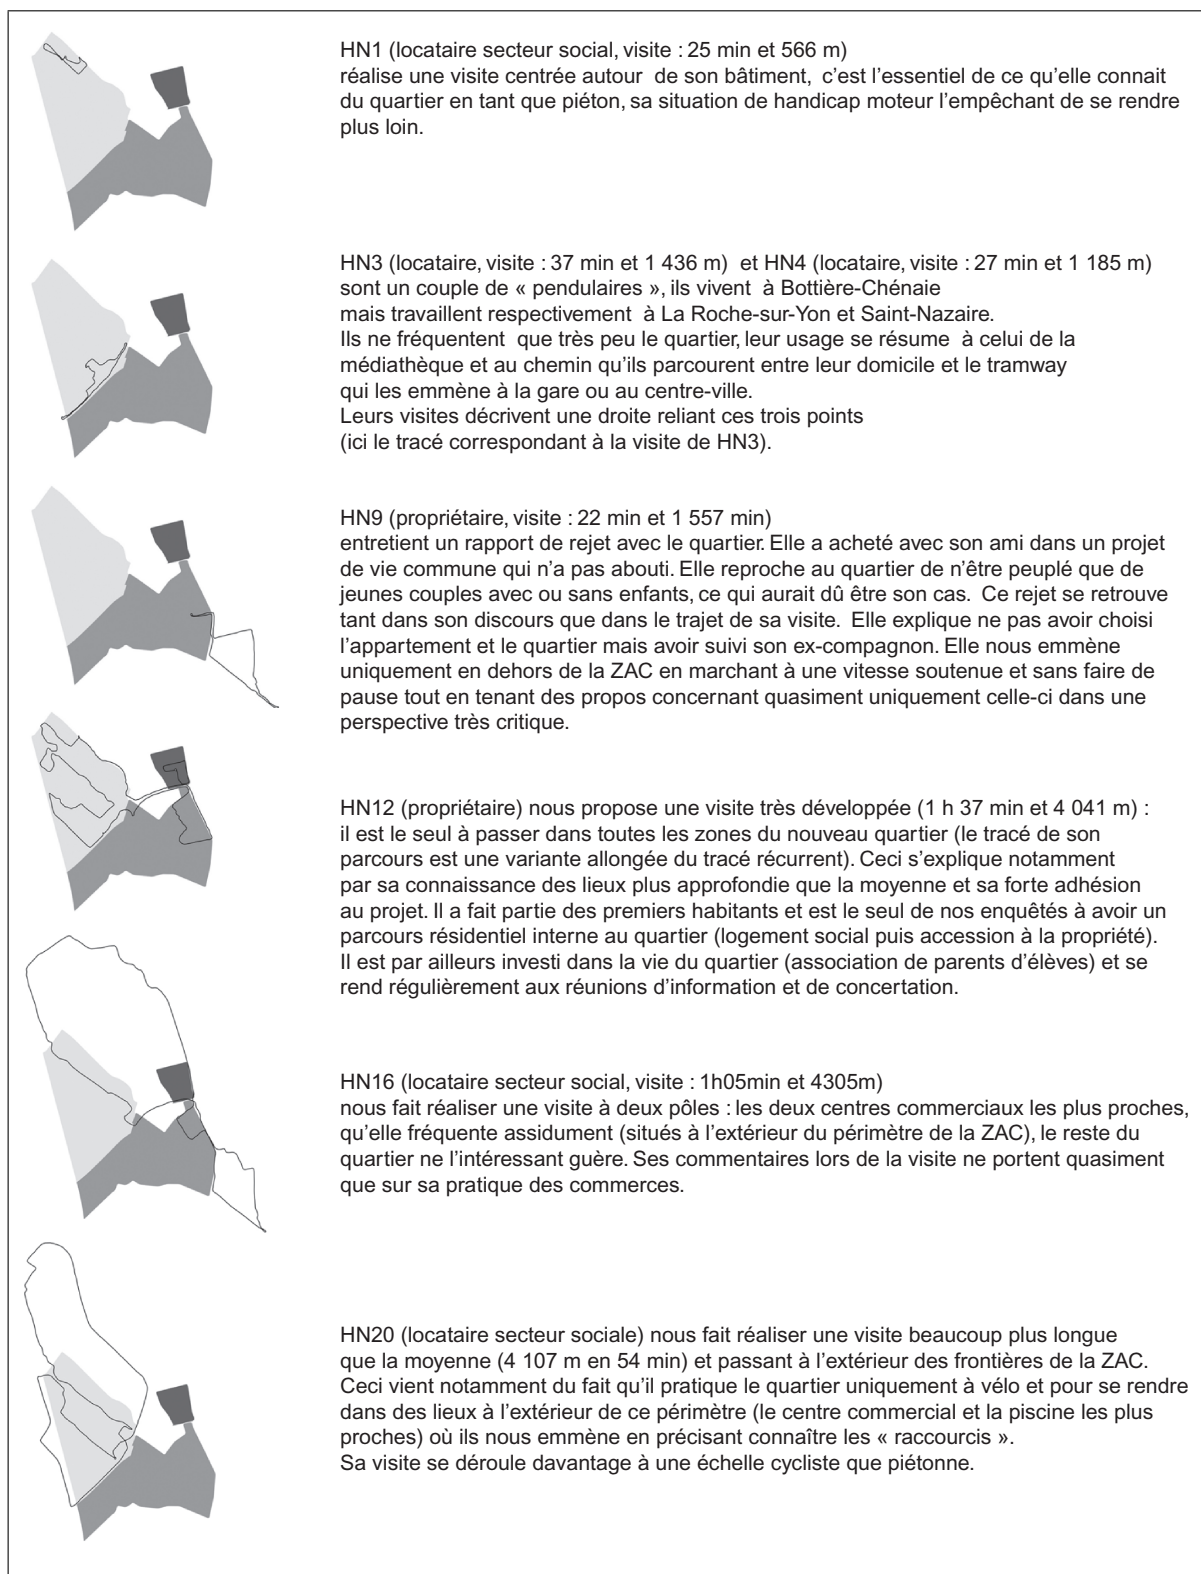 HN1 (locataire secteur social, visite : 25 min et 566 m)
réalise une visite centrée autour de son bâtiment, c’est l’essentiel de ce qu’elle connait
du quartier en tant que piéton, sa situation de handicap moteur l’empêchant de se rendre
plus loin.
HN3 (locataire, visite : 37 min et 1 436 m) et HN4 (locataire, visite : 27 min et 1 185 m)
sont un couple de « pendulaires », ils vivent à Bottière-Chénaie
mais travaillent respectivement à La Roche-sur-Yon et Saint-Nazaire.
Ils ne fréquentent que très peu le quartier, leur usage se résume à celui de la
médiathèque et au chemin qu’ils parcourent entre leur domicile et le tramway
qui les emmène à la gare ou au centre-ville.
Leurs visites décrivent une droite reliant ces trois points
(ici le tracé correspondant à la visite de HN3).
HN9 (propriétaire, visite : 22 min et 1 557 min)
entretient un rapport de rejet avec le quartier. Elle a acheté avec son ami dans un projet
de vie commune qui n’a pas abouti. Elle reproche au quartier de n’être peuplé que de
jeunes couples avec ou sans enfants, ce qui aurait dû être son cas. Ce rejet se retrouve
tant dans son discours que dans le trajet de sa visite. Elle explique ne pas avoir choisi
l’appartement et le quartier mais avoir suivi son ex-compagnon. Elle nous emmène
uniquement en dehors de la ZAC en marchant à une vitesse soutenue et sans faire de
pause tout en tenant des propos concernant quasiment uniquement celle-ci dans une
perspective très critique.
HN12 (propriétaire) nous propose une visite très développée (1 h 37 min et 4 041 m) :
il est le seul à passer dans toutes les zones du nouveau quartier (le tracé de son
parcours est une variante allongée du tracé récurrent). Ceci s’explique notamment
par sa connaissance des lieux plus approfondie que la moyenne et sa forte adhésion
au projet. Il a fait partie des premiers habitants et est le seul de nos enquêtés à avoir un
parcours résidentiel interne au quartier (logement social puis accession à la propriété).
Il est par ailleurs investi dans la vie du quartier (association de parents d’élèves) et se
rend régulièrement aux réunions d’information et de concertation.
HN16 (locataire secteur social, visite : 1h05min et 4305m)
nous fait réaliser une visite à deux pôles : les deux centres commerciaux les plus proches,
qu’elle fréquente assidument (situés à l’extérieur du périmètre de la ZAC), le reste du
quartier ne l’intéressant guère. Ses commentaires lors de la visite ne portent quasiment
que sur sa pratique des commerces.
HN20 (locataire secteur sociale) nous fait réaliser une visite beaucoup plus longue
que la moyenne (4 107 m en 54 min) et passant à l’extérieur des frontières de la ZAC.
Ceci vient notamment du fait qu’il pratique le quartier uniquement à vélo et pour se rendre
dans des lieux à l’extérieur de ce périmètre (le centre commercial et la piscine les plus
proches) où ils nous emmène en précisant connaître les « raccourcis ».
Sa visite se déroule davantage à une échelle cycliste que piétonne.